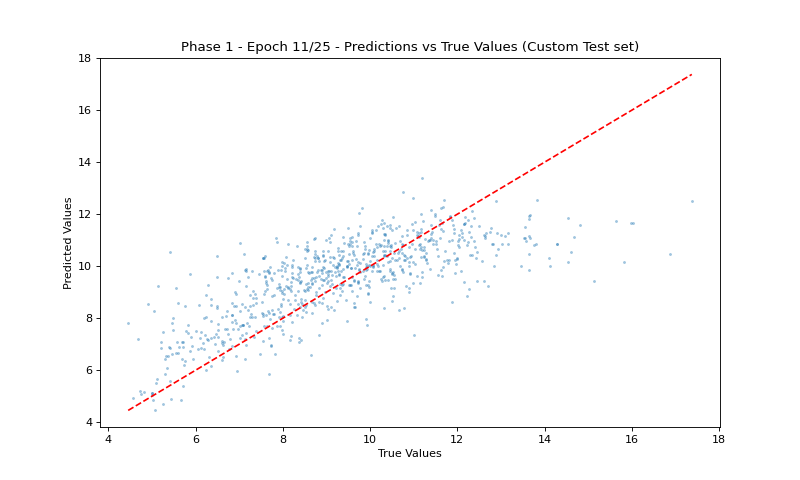 Phase 1 - Epoch 11/25 - Predictions vs True Values (Custom Test set)
18
16
14
12
10
8
6
4
Predicted Values
4 6 8 10 12 14 16 18
True Values